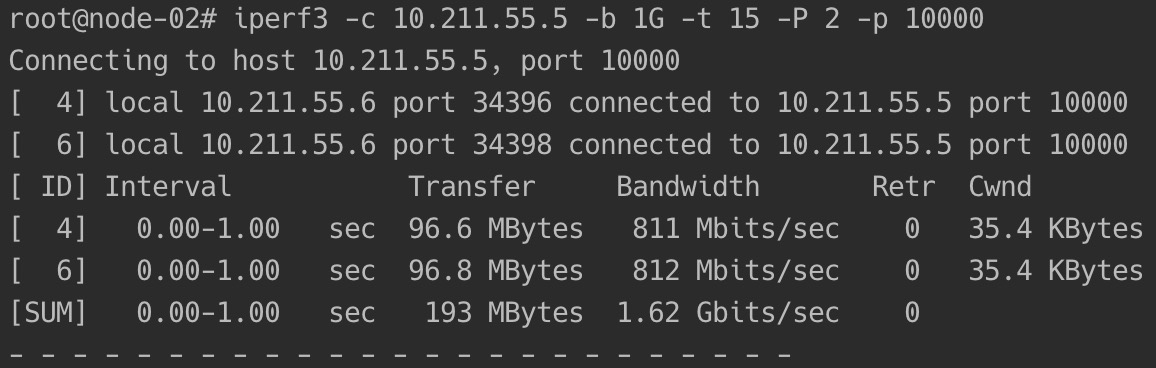 root@node-02# iperf3 -c 10.211.55.5 -b 1G -t 15 -P 2 -p 10000
Connecting to host 10.211.55.5, port 10000
[  4] local 10.211.55.6 port 34396 connected to 10.211.55.5 port 10000
[  6] local 10.211.55.6 port 34398 connected to 10.211.55.5 port 10000
[ ID] Interval           Transfer     Bandwidth       Retr  Cwnd
[  4]   0.00-1.00   sec  96.6 MBytes   811 Mbits/sec    0   35.4 KBytes
[  6]   0.00-1.00   sec  96.8 MBytes   812 Mbits/sec    0   35.4 KBytes
[SUM]   0.00-1.00   sec   193 MBytes  1.62 Gbits/sec    0
- - - - - - - - - - - - - - - - - - - - - - - - -